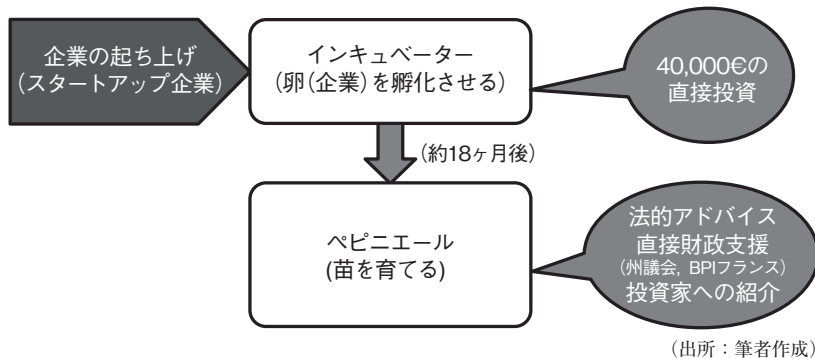 企業の起ち上げ
(スタートアップ企業)
インキュベーター
(卵(企業)を孵化させる)
40,000€の
直接投資
(約18ヶ月後)
ペピニエール
(苗を育てる)
法的アドバイス
直接財政支援
(州議会, BPIフランス)
投資家への紹介
(出所：筆者作成)